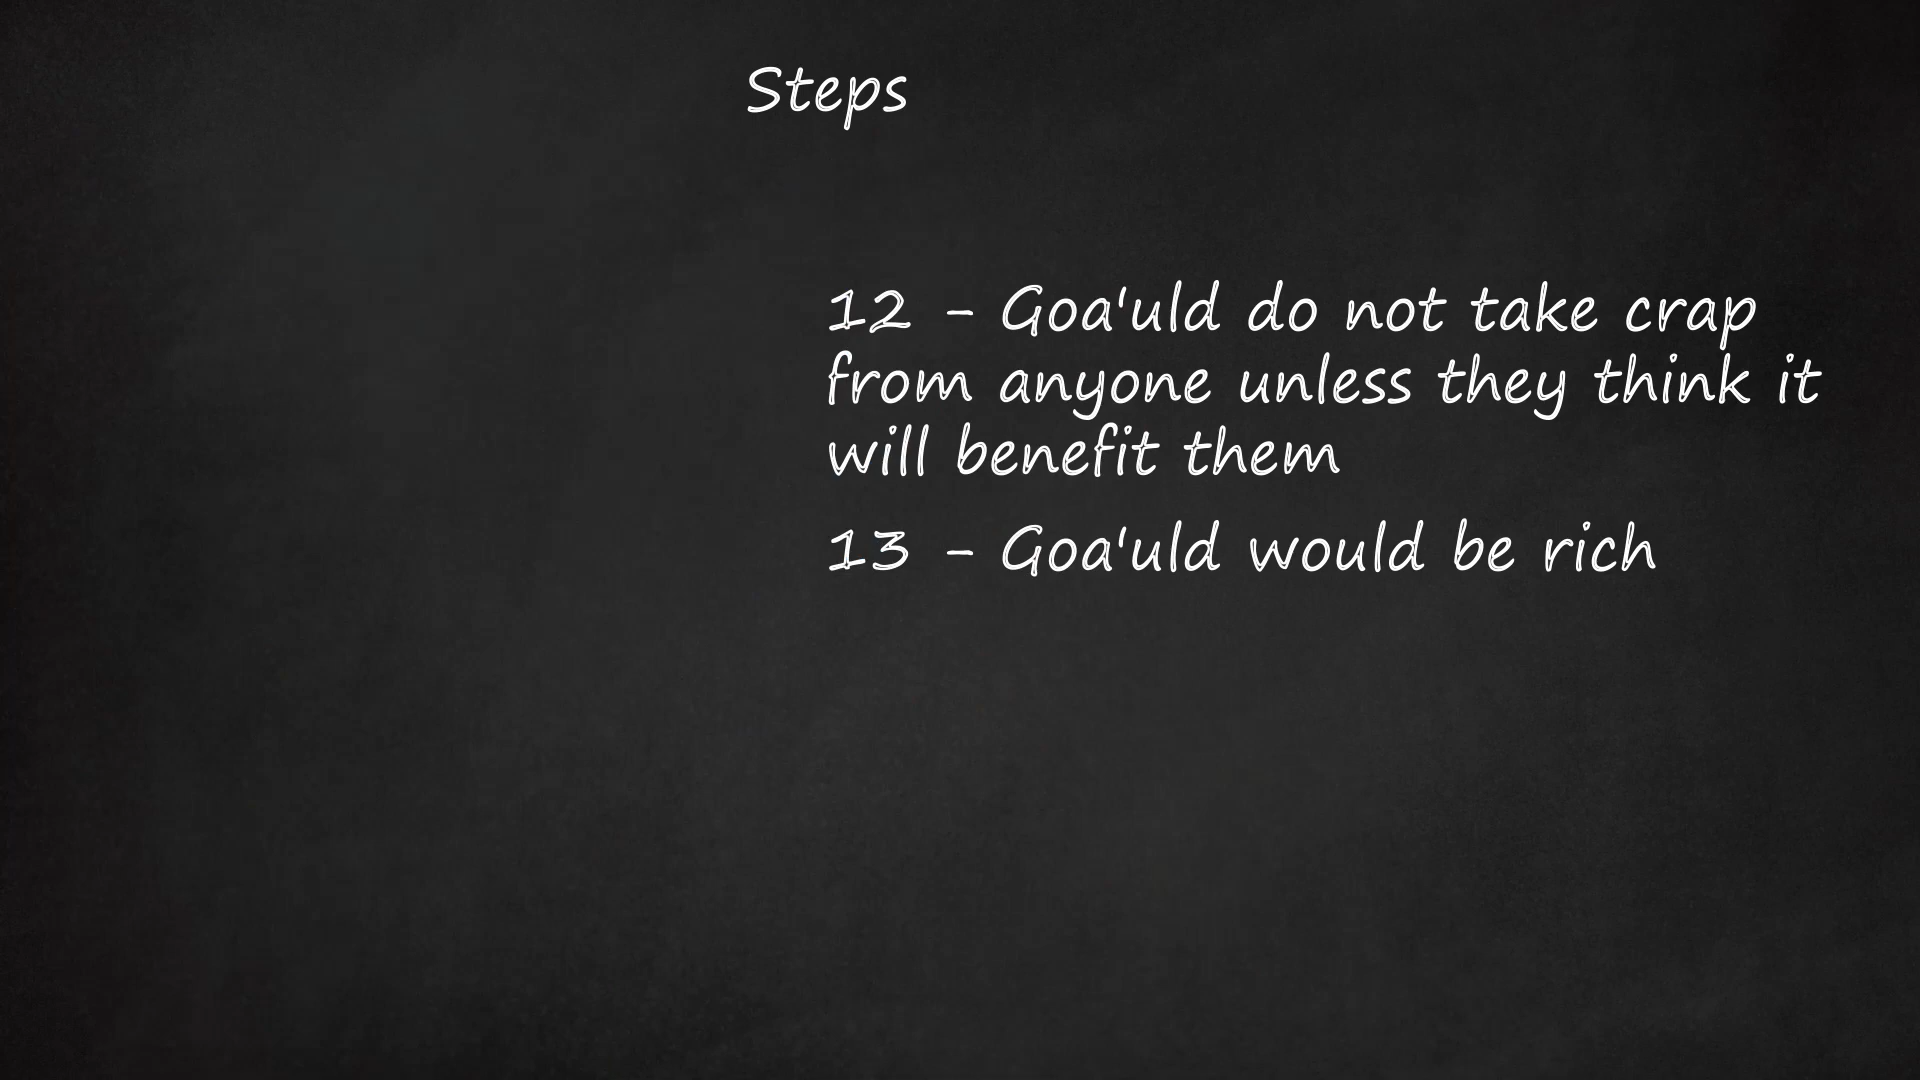 Steps
12 - Goa'uld do not take crap
from anyone unless they think it
will benefit them
13 - Goa'uld would be rich